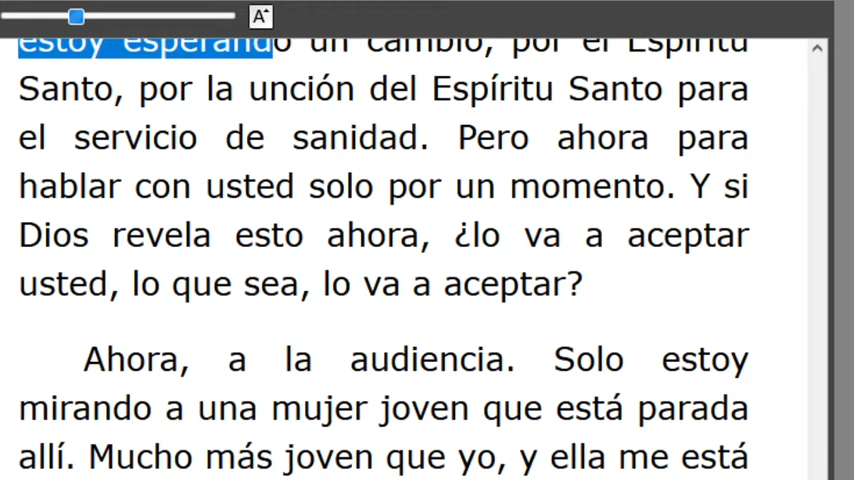 A
estoy esperando un cambio, por el Espíritu
Santo, por la unción del Espíritu Santo para
el servicio de sanidad. Pero ahora para
hablar con usted solo por un momento. Y si
Dios revela esto ahora, ¿lo va a aceptar
usted, lo que sea, lo va a aceptar?
Ahora, a la audiencia. Solo estoy
mirando a una mujer joven que está parada
allí. Mucho más joven que yo, y ella me está